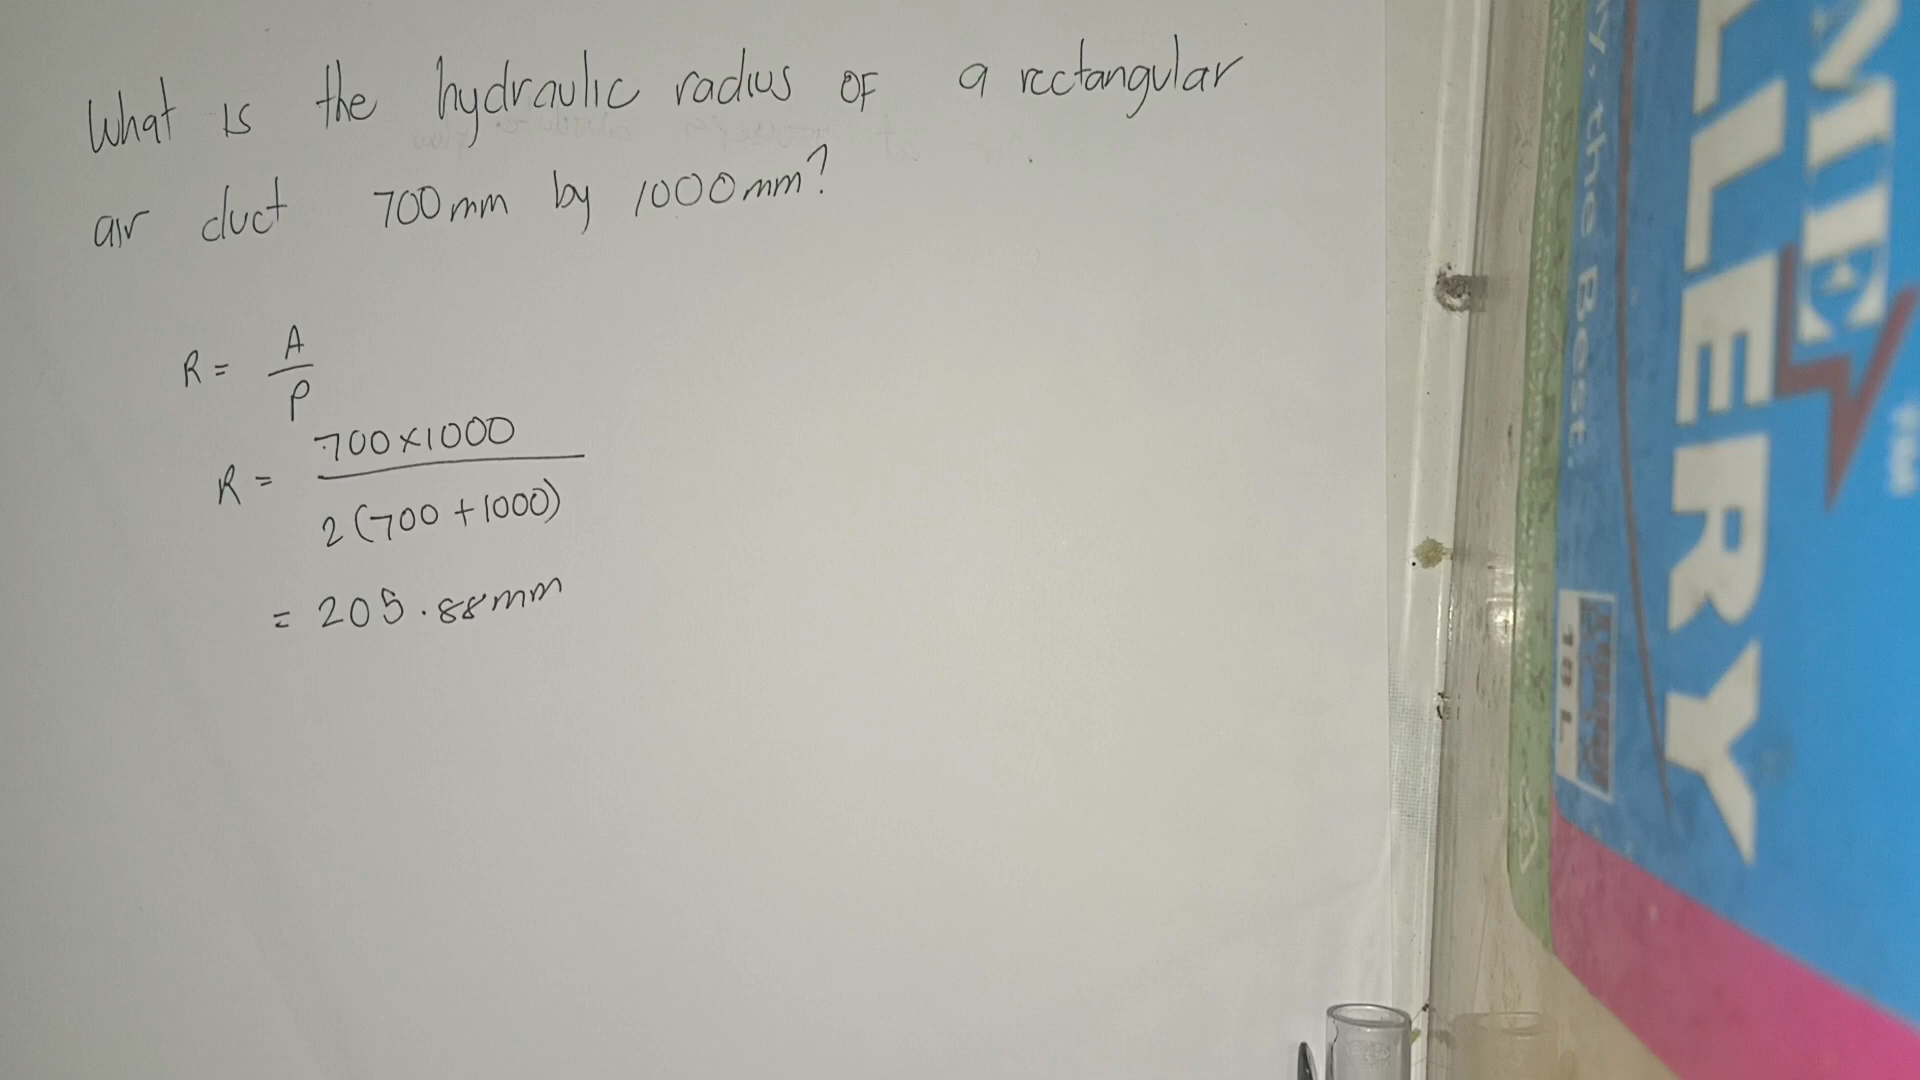 What is the hydraulic radius OF a rectangular
air duct 700mm by 1000mm?
R = A/P
R = 700×1000 / 2(700+1000)
= 205.88mm
LLERY
the Best.
18 L